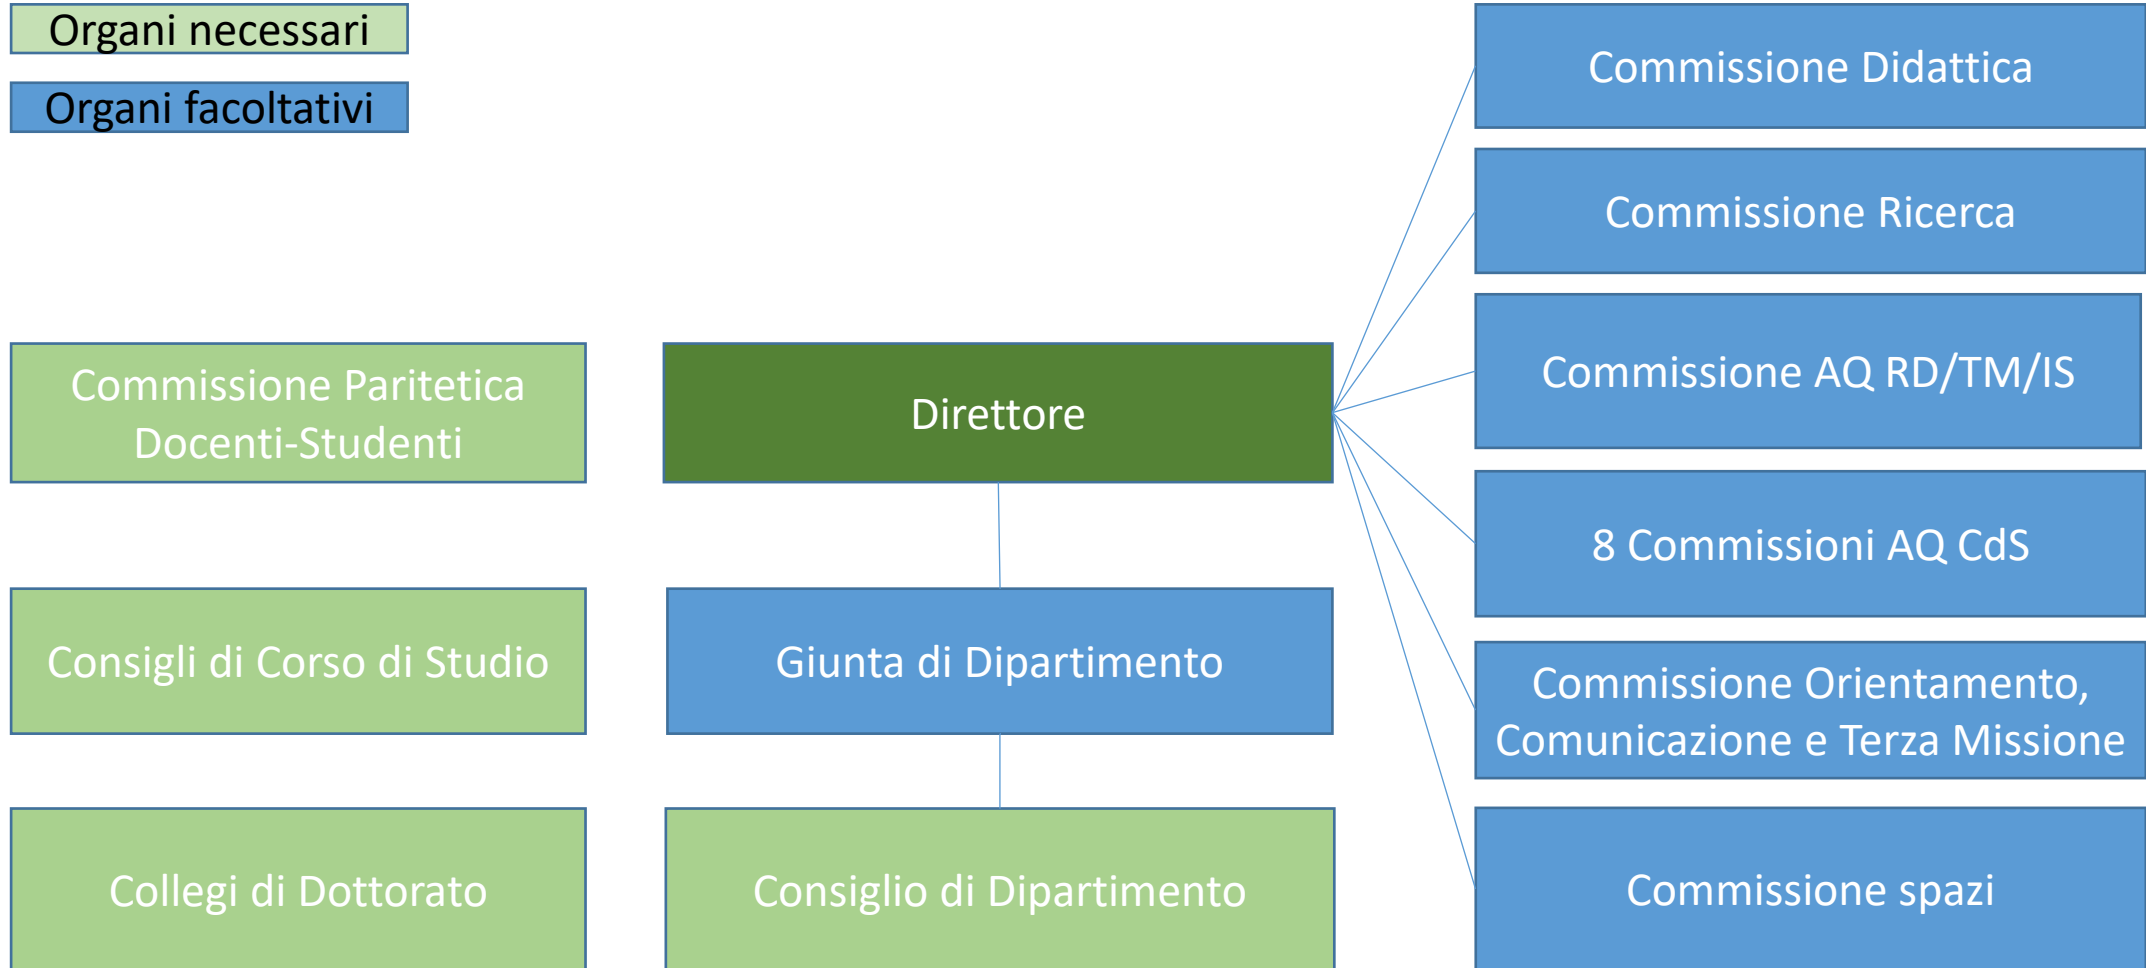 Organi necessari
Organi facoltativi
Commissione Paritetica
Docenti-Studenti
Consigli di Corso di Studio
Collegi di Dottorato
Direttore
Giunta di Dipartimento
Consiglio di Dipartimento
Commissione Didattica
Commissione Ricerca
Commissione AQ RD/TM/IS
8 Commissioni AQ CdS
Commissione Orientamento,
Comunicazione e Terza Missione
Commissione spazi